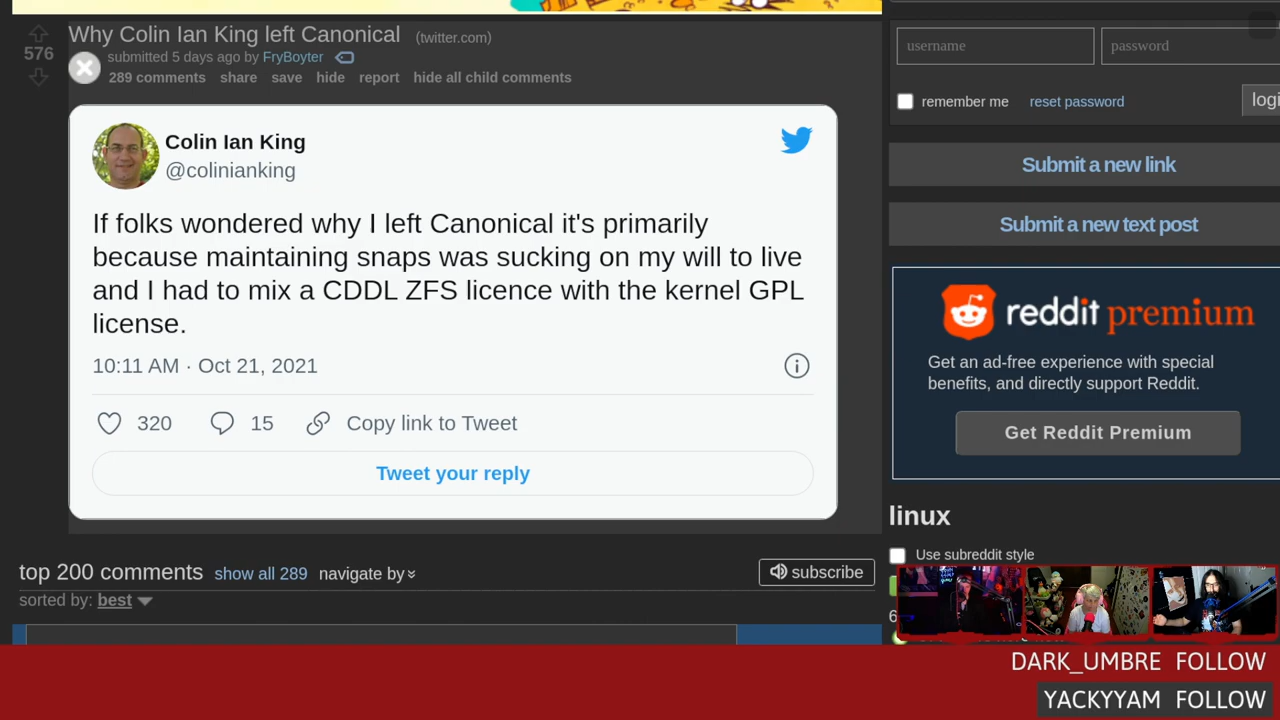 Why Colin Ian King left Canonical (twitter.com)
576
submitted 5 days ago by FryBoyter
289 comments share save hide report hide all child comments
Colin Ian King
@colinianking
If folks wondered why I left Canonical it's primarily
because maintaining snaps was sucking on my will to live
and I had to mix a CDDL ZFS licence with the kernel GPL
license.
10:11 AM · Oct 21, 2021
320 15 Copy link to Tweet
Tweet your reply
top 200 comments show all 289 navigate by
subscribe
sorted by: best
username password
remember me reset password logi
Submit a new link
Submit a new text post
reddit premium
Get an ad-free experience with special
benefits, and directly support Reddit.
Get Reddit Premium
linux
Use subreddit style
6
DARK_UMBRE FOLLOW
YACKYYAM FOLLOW